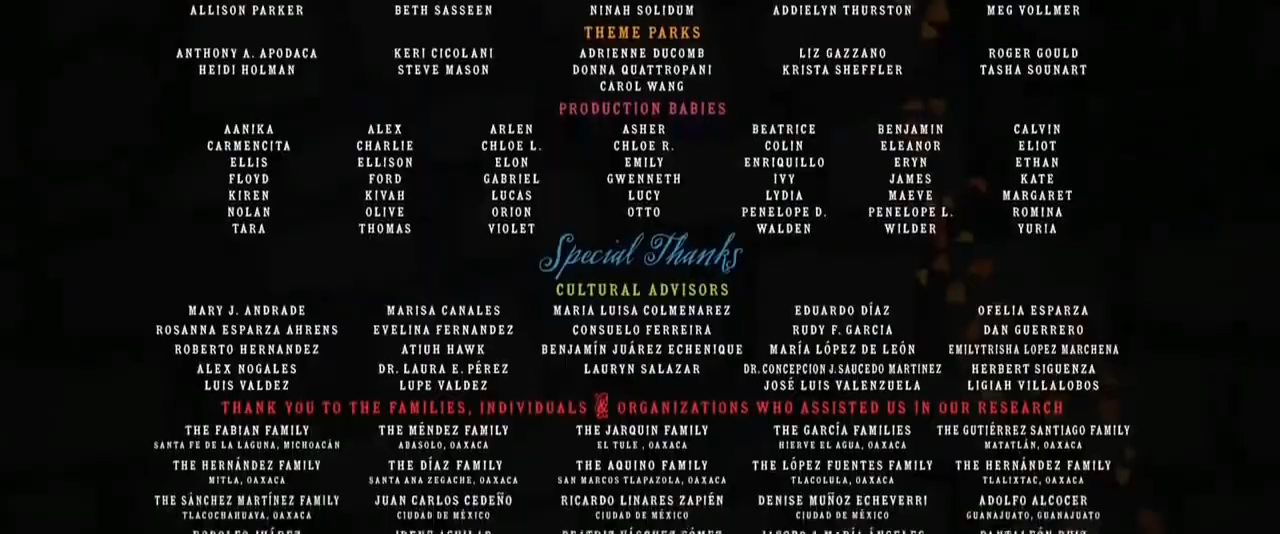 ALLISON PARKER BETH SASSEEN NINAH SOLIDUM ADDIELYN THURSTON MEG VOLLMER
THEME PARKS
ANTHONY A. APODACA KERI CICOLANI ADRIENNE DUCOMB LIZ GAZZANO ROGER GOULD
HEIDI HOLMAN STEVE MASON DONNA QUATTROPANI KRISTA SHEFFLER TASHA SOUNART
CAROL WANG
PRODUCTION BABIES
AANIKA ALEX ARLEN ASHER BEATRICE BENJAMIN CALVIN
CARMENCITA CHARLIE CHLOE L. CHLOE R. COLIN ELEANOR ELIOT
ELLIS ELLISON ELON EMILY ENRIQUILLO ERYN ETHAN
FLOYD FORD GABRIEL GWENNETH IVY JAMES KATE
KIREN KIVAH LUCAS LUCY LYDIA MAEVE MARGARET
NOLAN OLIVE ORION OTTO PENELOPE D. PENELOPE L. ROMINA
TARA THOMAS VIOLET WALDEN WILDER YURIA
Special Thanks
CULTURAL ADVISORS
MARY J. ANDRADE MARISA CANALES MARIA LUISA COLMENAREZ EDUARDO DÍAZ OFELIA ESPARZA
ROSANNA ESPARZA AHRENS EVELINA FERNANDEZ CONSUELO FERREIRA RUDY F. GARCIA DAN GUERRERO
ROBERTO HERNANDEZ ATIUH HAWK BENJAMÍN JUÁREZ ECHENIQUE MARÍA LÓPEZ DE LEÓN EMILYTRISHA LOPEZ MARCHENA
ALEX NOGALES DR. LAURA E. PÉREZ LAURYN SALAZAR DR. CONCEPCION J. SAUCEDO MARTINEZ HERBERT SIGUENZA
LUIS VALDEZ LUPE VALDEZ JOSÉ LUIS VALENZUELA LIGIAH VILLALOBOS
THANK YOU TO THE FAMILIES, INDIVIDUALS & ORGANIZATIONS WHO ASSISTED US IN OUR RESEARCH
THE FABIAN FAMILY THE MÉNDEZ FAMILY THE JARQUIN FAMILY THE GARCÍA FAMILIES THE GUTIÉRREZ SANTIAGO FAMILY
SANTA FE DE LA LAGUNA, MICHOACÁN ABASOLO, OAXACA EL TULE , OAXACA HIERVE EL AGUA, OAXACA MATATLÁN, OAXACA
THE HERNÁNDEZ FAMILY THE DÍAZ FAMILY THE AQUINO FAMILY THE LÓPEZ FUENTES FAMILY THE HERNÁNDEZ FAMILY
MITLA, OAXACA SANTA ANA ZEGACHE, OAXACA SAN MARCOS TLAPAZOLA, OAXACA TLACOLULA, OAXACA TLALIXTAC, OAXACA
THE SÁNCHEZ MARTÍNEZ FAMILY JUAN CARLOS CEDEÑO RICARDO LINARES ZAPIÉN DENISE MUÑOZ ECHEVERRI ADOLFO ALCOCER
TLACOCHAHUAYA, OAXACA CIUDAD DE MÉXICO CIUDAD DE MÉXICO CIUDAD DE MÉXICO GUANAJUATO, GUANAJUATO